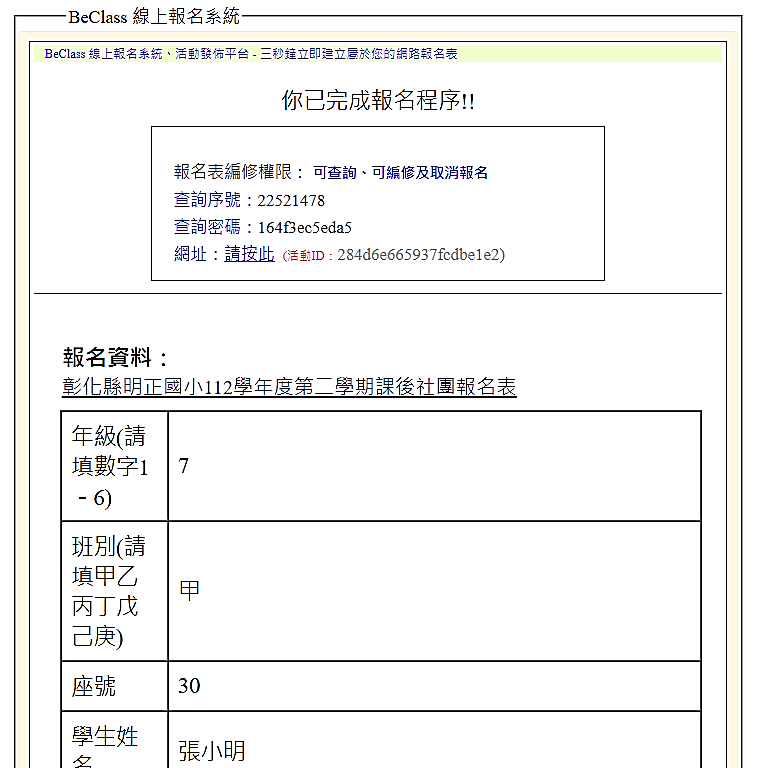 BeClass 線上報名系統
BeClass 線上報名系統、活動發佈平台 - 三秒鐘立即建立屬於您的網路報名表
你已完成報名程序!!
報名表編修權限： 可查詢、可編修及取消報名
查詢序號：22521478
查詢密碼：164f3ec5eda5
網址：請按此 (活動ID：284d6e665937fcdbe1e2)
報名資料：
彰化縣明正國小112學年度第二學期課後社團報名表
年級(請
填數字1
- 6)
7
班別(請
填甲乙
丙丁戊
己庚)
甲
座號
30
學生姓
名
張小明